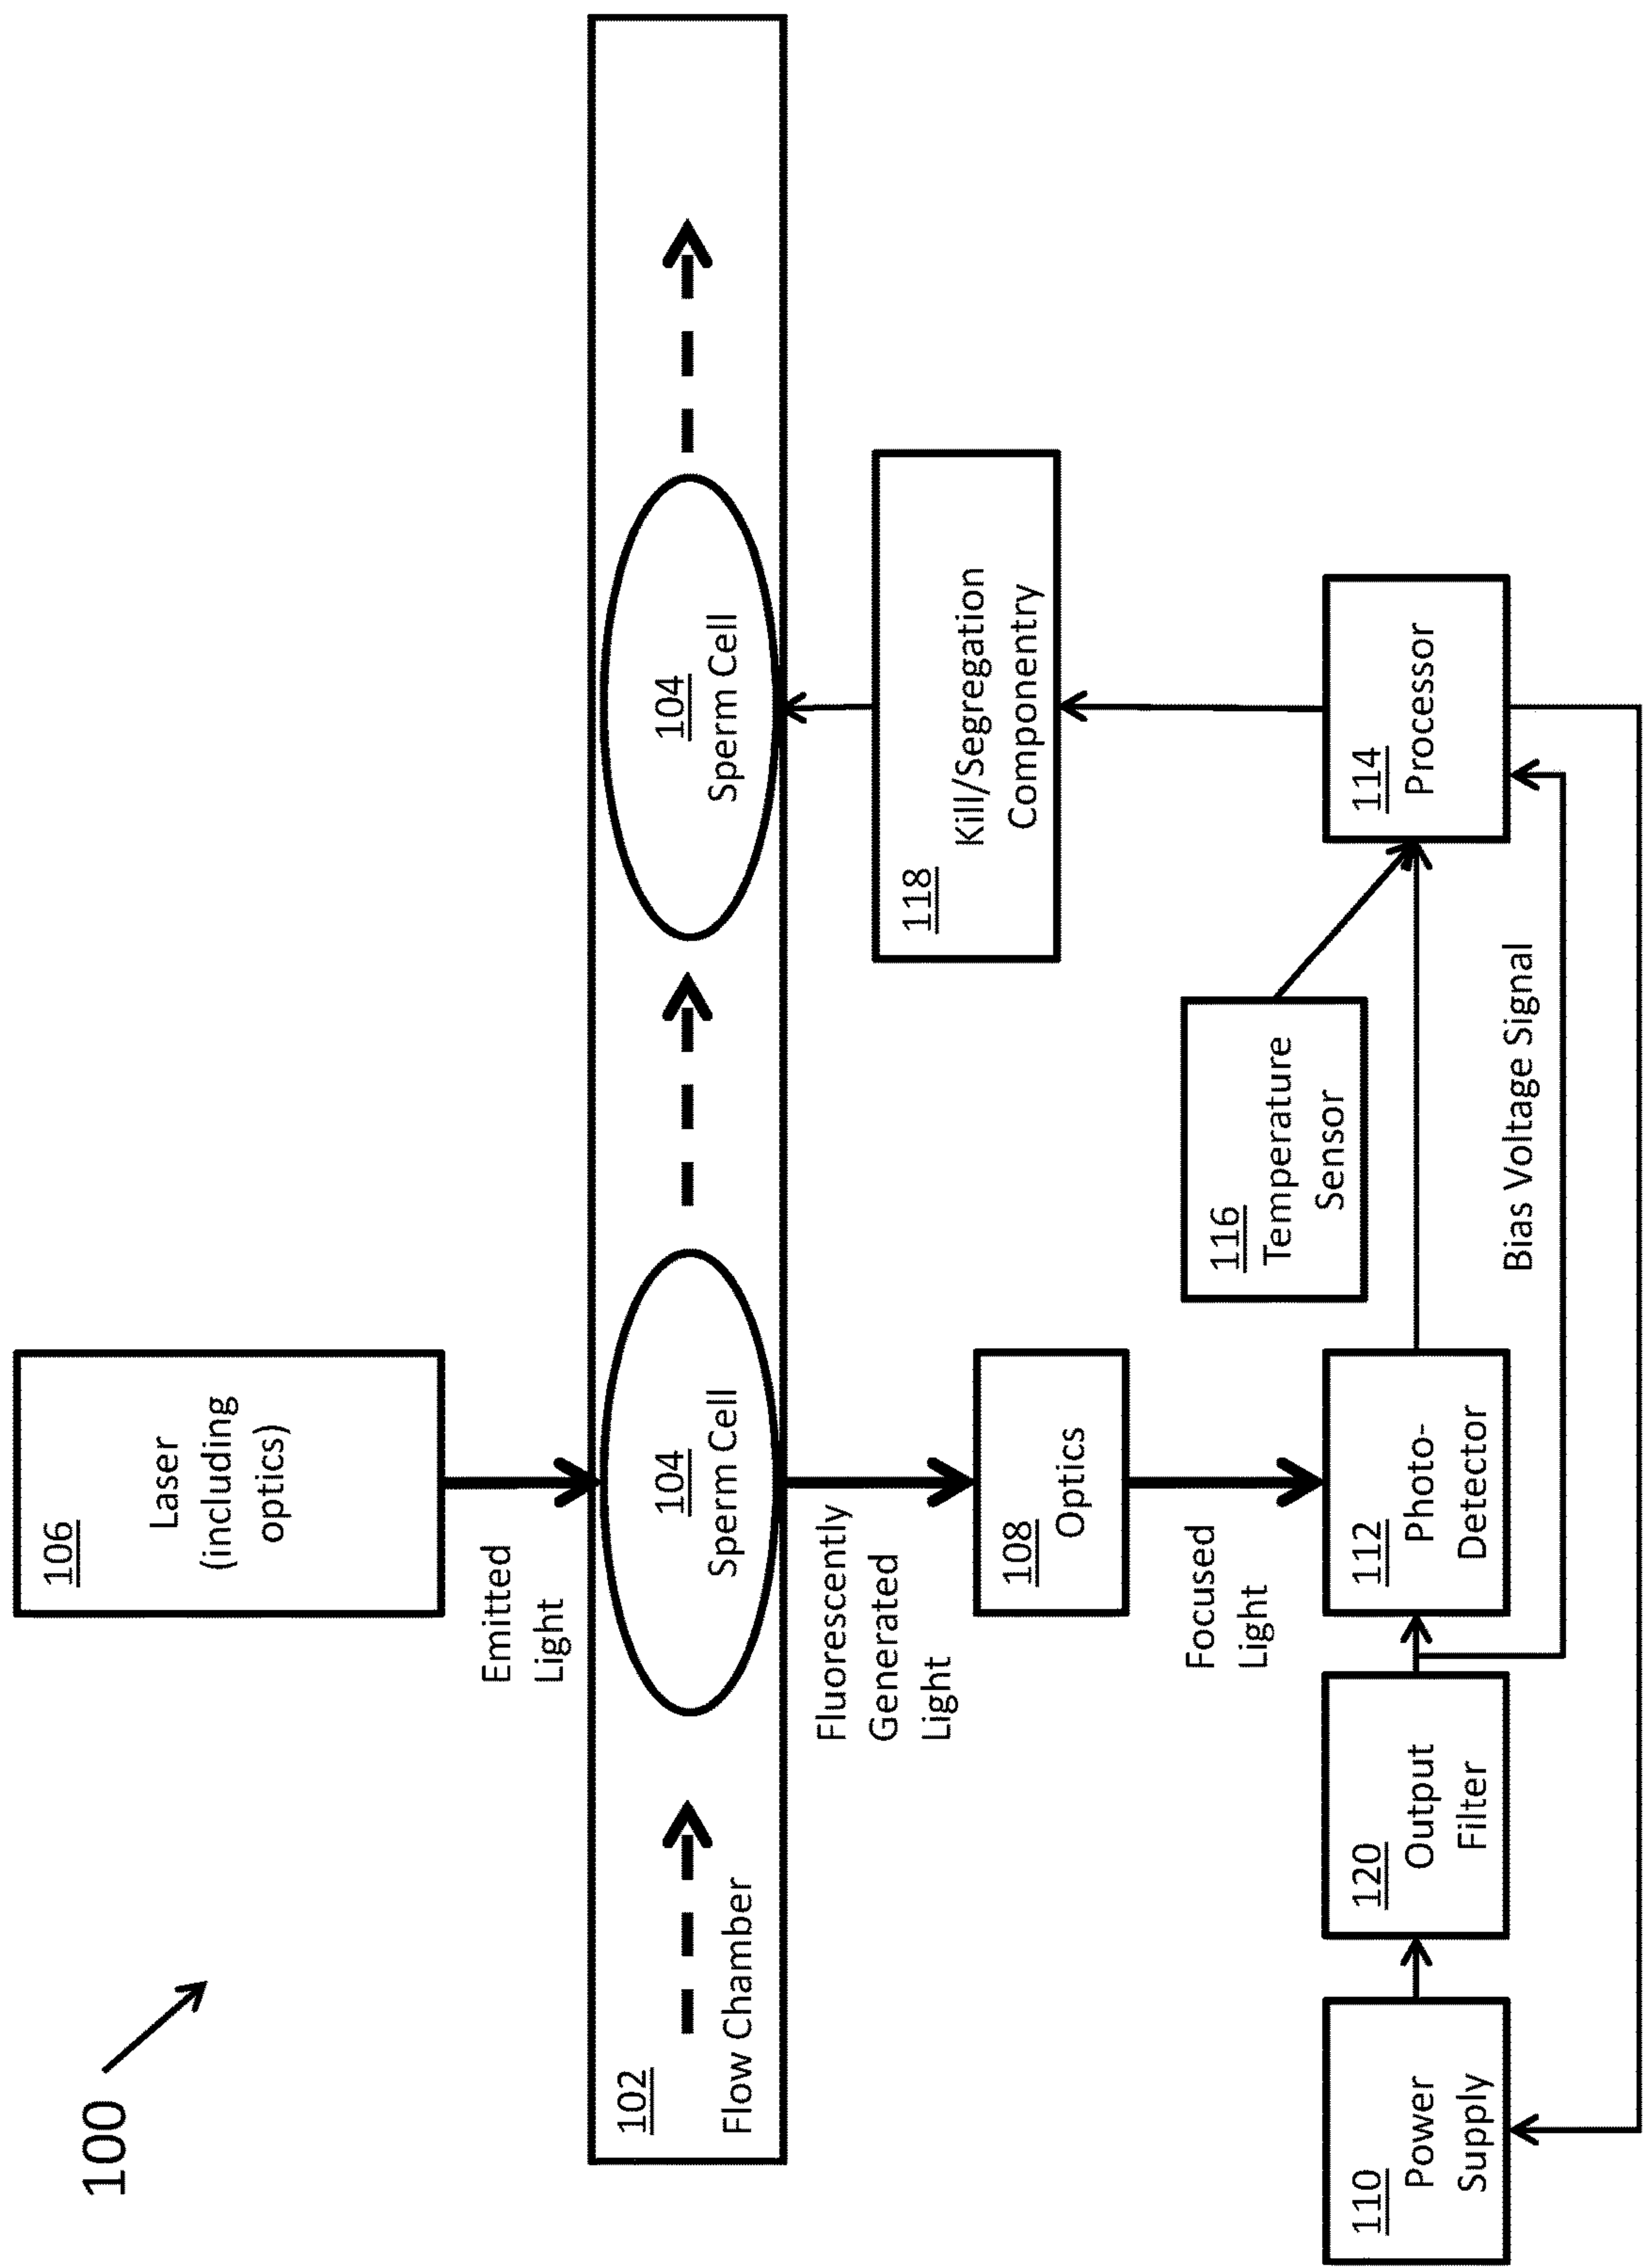 100
106
Laser
(including
optics)
Emitted
Light
102
Flow Chamber
104
Sperm Cell
104
Sperm Cell
Fluorescently
Generated
Light
108
Optics
118
Kill/Segregation
Componentry
Focused
Light
116
Temperature
Sensor
110
Power
Supply
120
Output
Filter
112
Photo-
Detector
114
Processor
Bias Voltage Signal